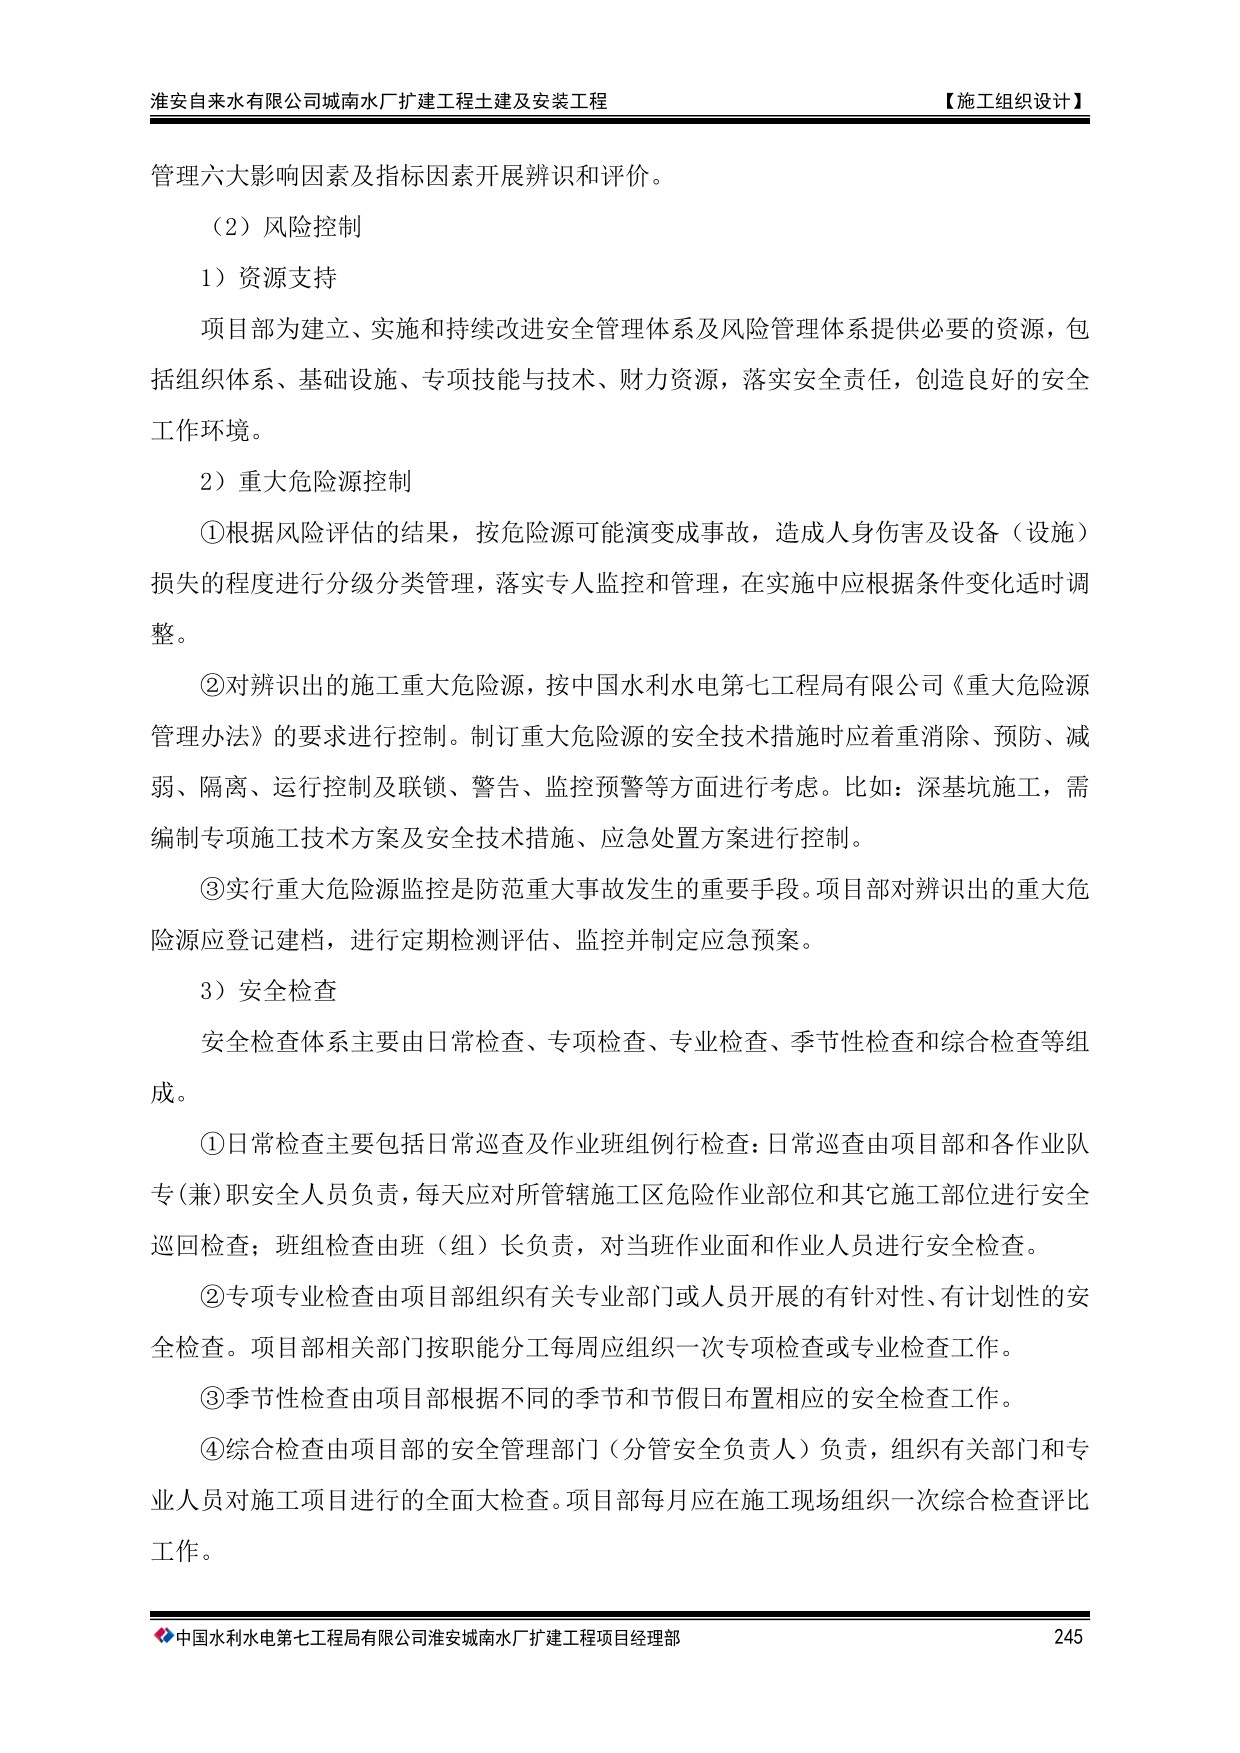 淮安自来水有限公司城南水厂扩建工程土建及安装工程 【施工组织设计】
管理六大影响因素及指标因素开展辨识和评价。
（2）风险控制
1）资源支持
项目部为建立、实施和持续改进安全管理体系及风险管理体系提供必要的资源，包
括组织体系、基础设施、专项技能与技术、财力资源，落实安全责任，创造良好的安全
工作环境。
2）重大危险源控制
①根据风险评估的结果，按危险源可能演变成事故，造成人身伤害及设备（设施）
损失的程度进行分级分类管理，落实专人监控和管理，在实施中应根据条件变化适时调
整。
②对辨识出的施工重大危险源，按中国水利水电第七工程局有限公司《重大危险源
管理办法》的要求进行控制。制订重大危险源的安全技术措施时应着重消除、预防、减
弱、隔离、运行控制及联锁、警告、监控预警等方面进行考虑。比如：深基坑施工，需
编制专项施工技术方案及安全技术措施、应急处置方案进行控制。
③实行重大危险源监控是防范重大事故发生的重要手段。项目部对辨识出的重大危
险源应登记建档，进行定期检测评估、监控并制定应急预案。
3）安全检查
安全检查体系主要由日常检查、专项检查、专业检查、季节性检查和综合检查等组
成。
①日常检查主要包括日常巡查及作业班组例行检查：日常巡查由项目部和各作业队
专(兼)职安全人员负责，每天应对所管辖施工区危险作业部位和其它施工部位进行安全
巡回检查；班组检查由班（组）长负责，对当班作业面和作业人员进行安全检查。
②专项专业检查由项目部组织有关专业部门或人员开展的有针对性、有计划性的安
全检查。项目部相关部门按职能分工每周应组织一次专项检查或专业检查工作。
③季节性检查由项目部根据不同的季节和节假日布置相应的安全检查工作。
④综合检查由项目部的安全管理部门（分管安全负责人）负责，组织有关部门和专
业人员对施工项目进行的全面大检查。项目部每月应在施工现场组织一次综合检查评比
工作。
中国水利水电第七工程局有限公司淮安城南水厂扩建工程项目经理部 245